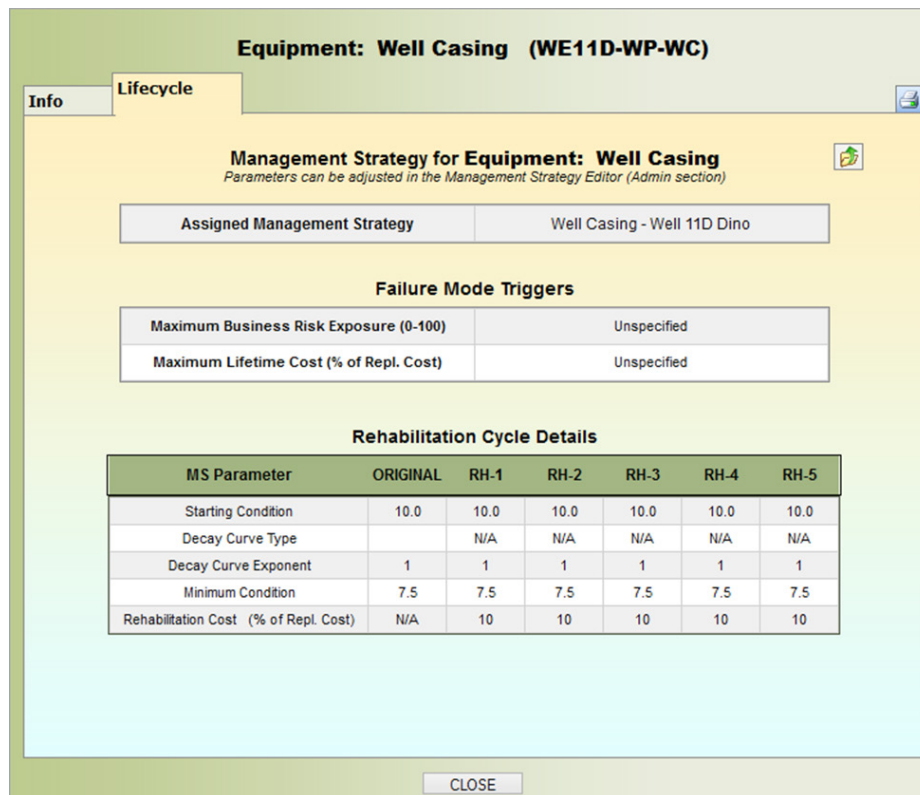 Equipment: Well Casing (WE11D-WP-WC)
Info
Lifecycle
Management Strategy for Equipment: Well Casing
Parameters can be adjusted in the Management Strategy Editor (Admin section)
Assigned Management Strategy Well Casing - Well 11D Dino
Failure Mode Triggers
Maximum Business Risk Exposure (0-100) Unspecified
Maximum Lifetime Cost (% of Repl. Cost) Unspecified
Rehabilitation Cycle Details
MS Parameter ORIGINAL RH-1 RH-2 RH-3 RH-4 RH-5
Starting Condition 10.0 10.0 10.0 10.0 10.0 10.0
Decay Curve Type N/A N/A N/A N/A N/A
Decay Curve Exponent 1 1 1 1 1 1
Minimum Condition 7.5 7.5 7.5 7.5 7.5 7.5
Rehabilitation Cost (% of Repl. Cost) N/A 10 10 10 10 10
CLOSE